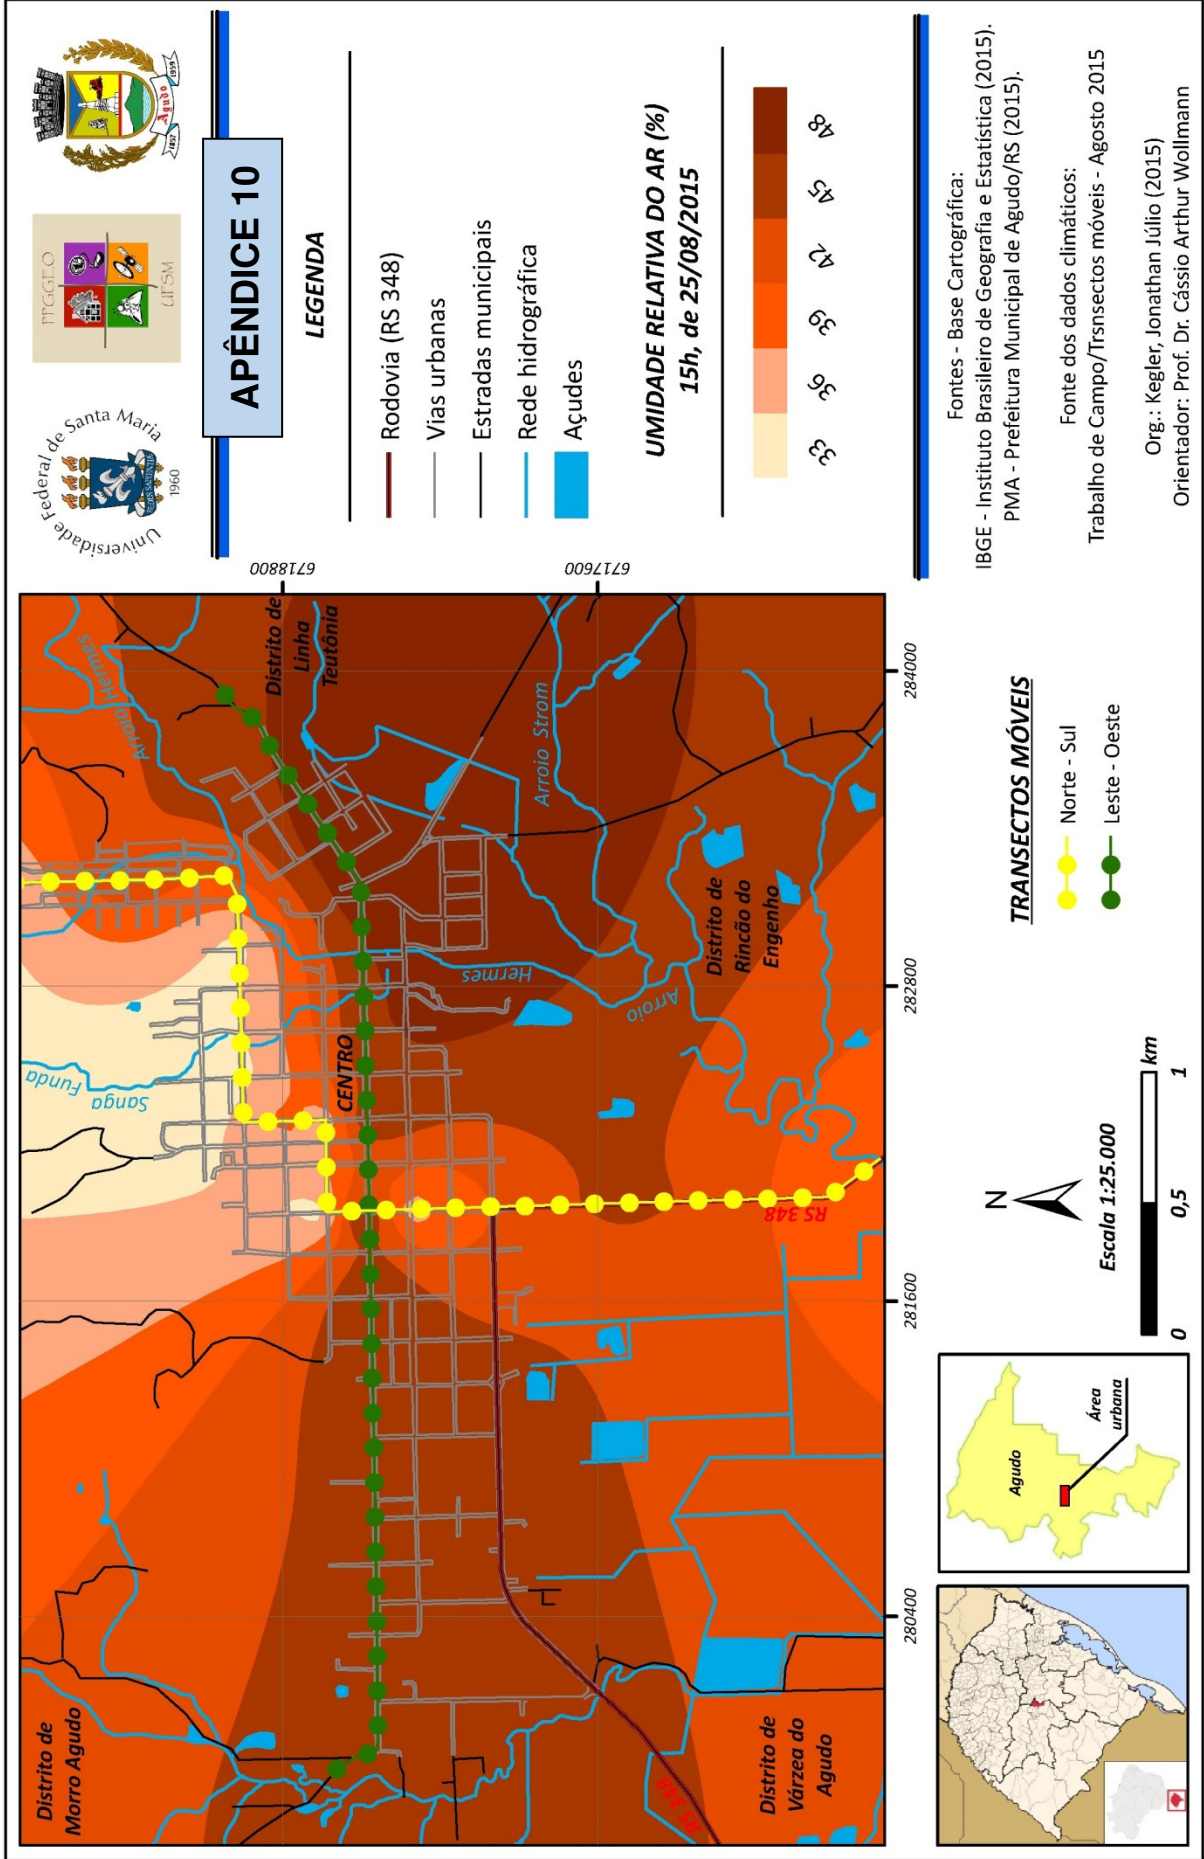 Universidade Federal de Santa Maria
1960
PPGGEO
UFSM
Agudo
1857
1959
APÊNDICE 10
LEGENDA
Rodovia (RS 348)
Vias urbanas
Estradas municipais
Rede hidrográfica
Açudes
UMIDADE RELATIVA DO AR (%)
15h, de 25/08/2015
33
36
39
42
45
48
Fontes - Base Cartográfica:
IBGE - Instituto Brasileiro de Geografia e Estatística (2015).
PMA - Prefeitura Municipal de Agudo/RS (2015).
Fonte dos dados climáticos:
Trabalho de Campo/Trsnsectos móveis - Agosto 2015
Org.: Kegler, Jonathan Júlio (2015)
Orientador: Prof. Dr. Cássio Arthur Wollmann
6718800
6717600
280400
281600
282800
284000
Distrito de
Morro Agudo
Sanga
Funda
Arroio Hermes
Distrito de
Linha
Teutônia
CENTRO
Hermes
Arroio
Arroio Strom
Distrito de
Rincão do
Engenho
RS 348
RS 348
Distrito de
Várzea do
Agudo
Agudo
Área
urbana
N
Escala 1:25.000
0
0,5
1
km
TRANSECTOS MÓVEIS
Norte - Sul
Leste - Oeste